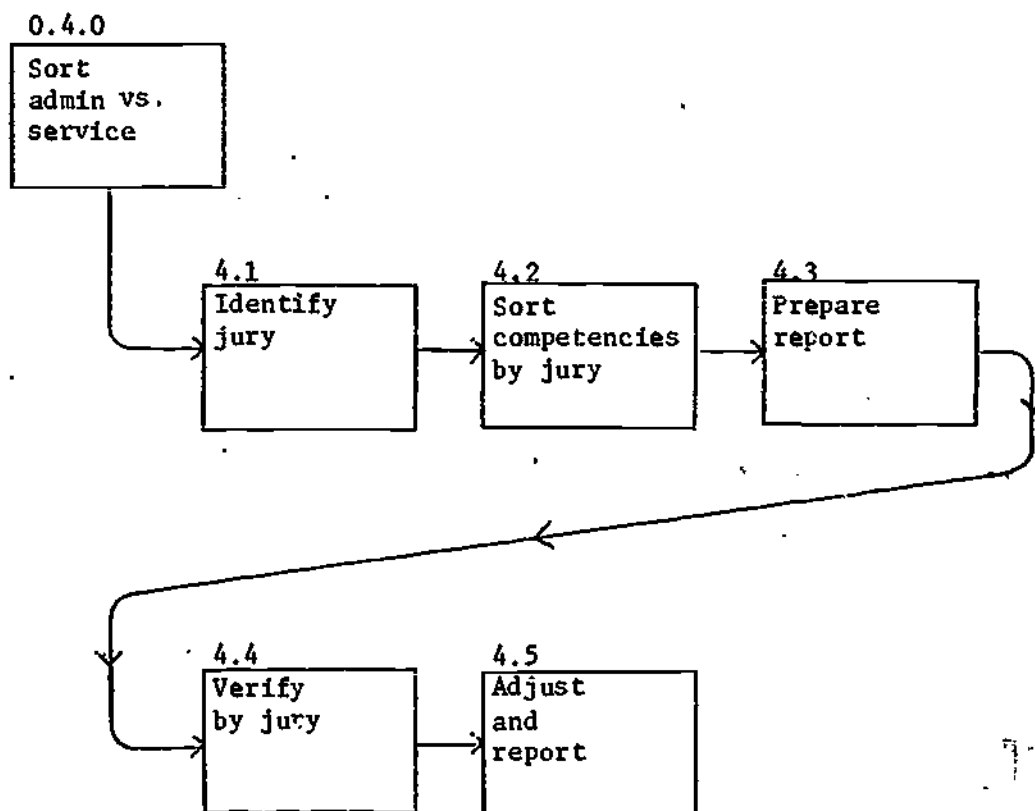 0.4.0
Sort
admin vs.
service
4.1
Identify
jury
4.2
Sort
competencies
by jury
4.3
Prepare
report
4.4
Verify
by jury
4.5
Adjust
and
report